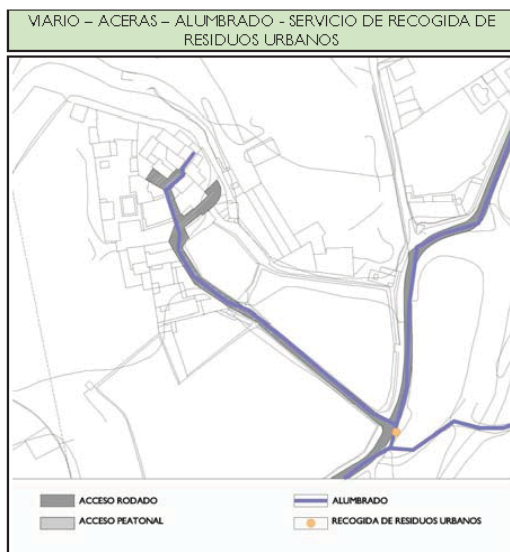 VIARIO – ACERAS – ALUMBRADO - SERVICIO DE RECOGIDA DE
RESIDUOS URBANOS
ACCESO RODADO
ALUMBRADO
ACCESO PEATONAL
RECOGIDA DE RESIDUOS URBANOS